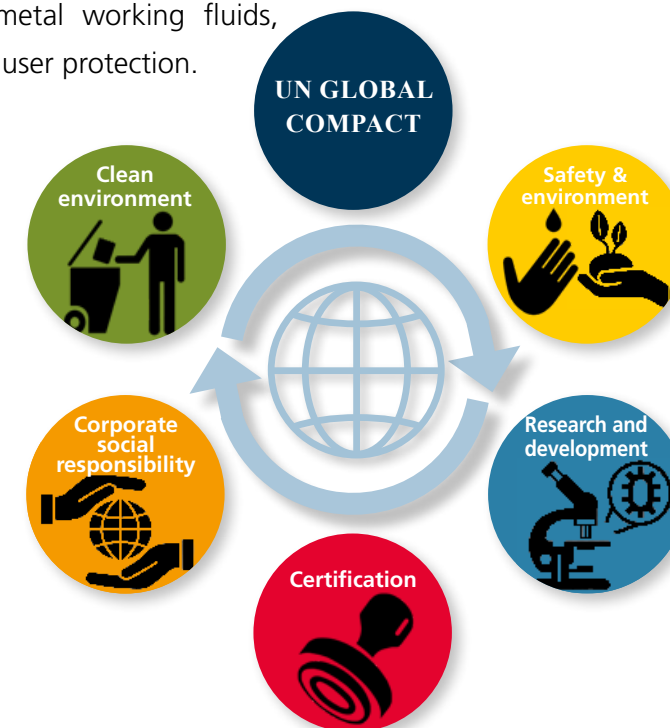 metal working fluids,
user protection.
UN GLOBAL
COMPACT
Clean
environment
Safety &
environment
Corporate
social
responsibility
Research and
development
Certification